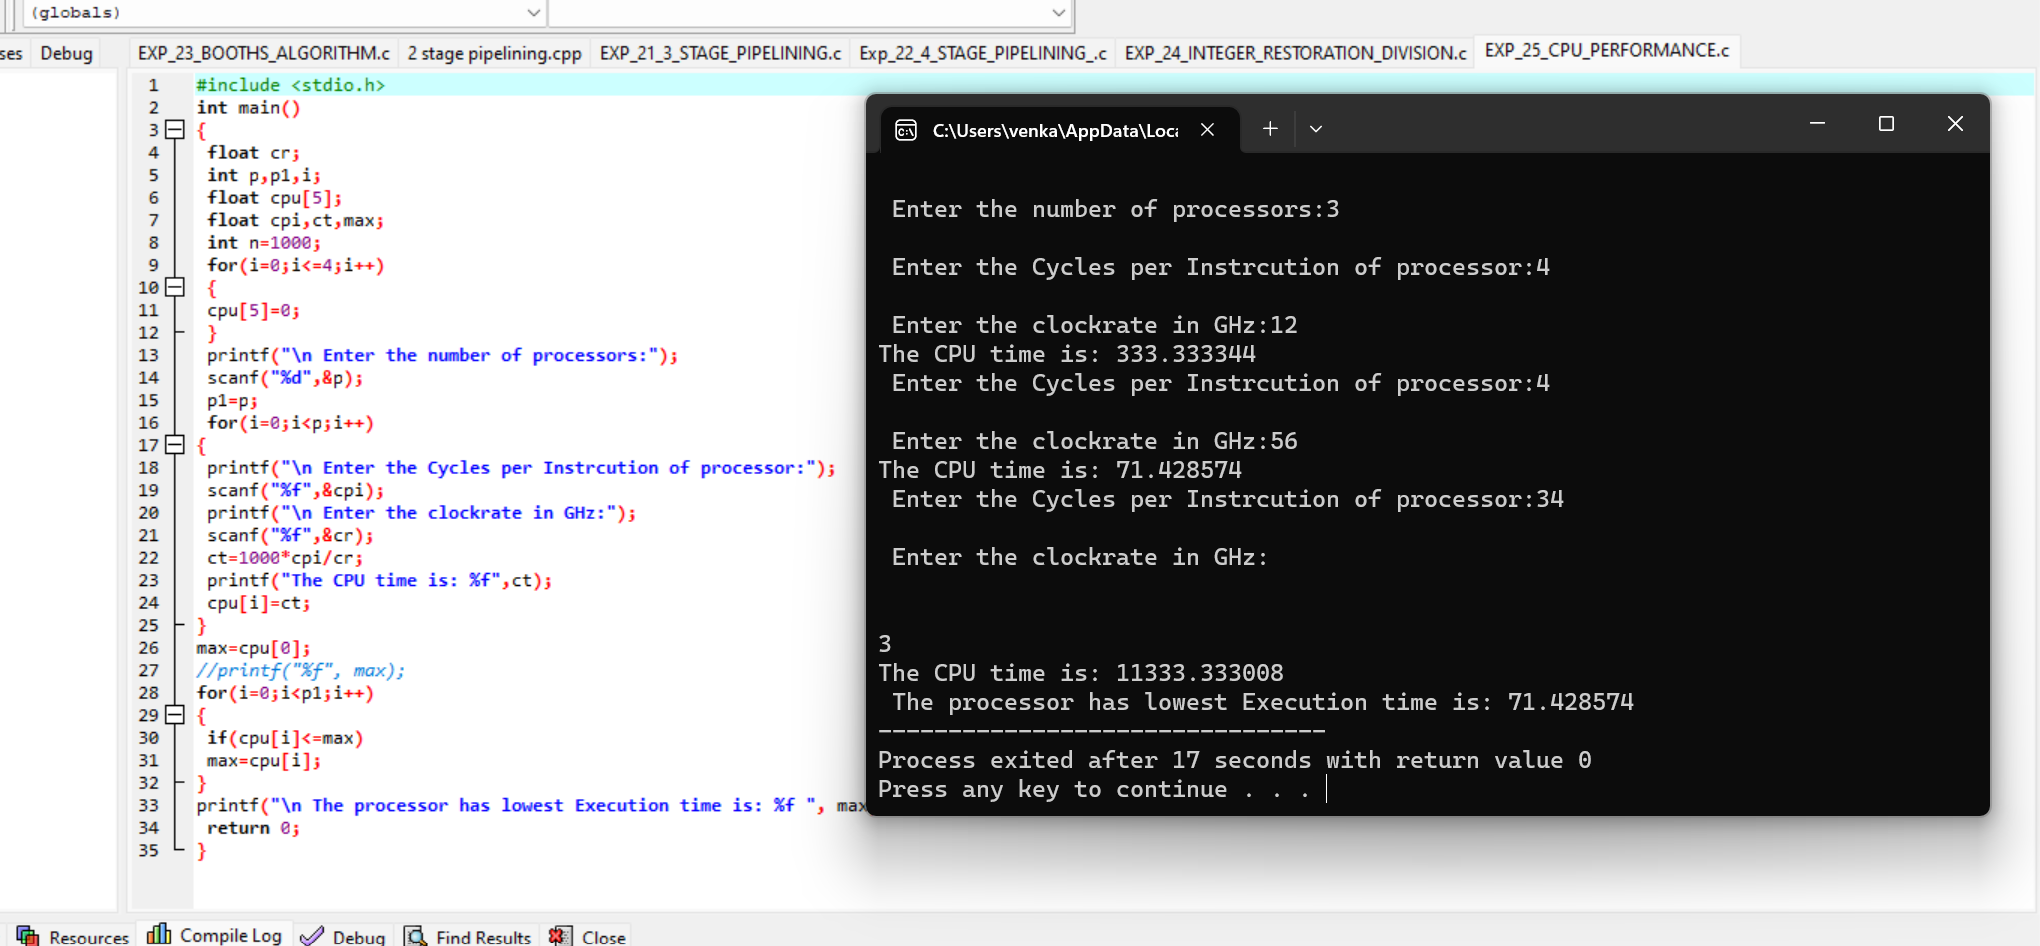 (globals)
ses Debug EXP_23_BOOTHS_ALGORITHM.c 2 stage pipelining.cpp EXP_21_3_STAGE_PIPELINING.c Exp_22_4_STAGE_PIPELINING_.c EXP_24_INTEGER_RESTORATION_DIVISION.c EXP_25_CPU_PERFORMANCE.c
1 #include <stdio.h>
2 int main()
3 {
4 float cr;
5 int p,p1,i;
6 float cpu[5];
7 float cpi,ct,max;
8 int n=1000;
9 for(i=0;i<=4;i++)
10 {
11 cpu[5]=0;
12 }
13 printf("\n Enter the number of processors:");
14 scanf("%d",&p);
15 p1=p;
16 for(i=0;i<p;i++)
17 {
18 printf("\n Enter the Cycles per Instrcution of processor:");
19 scanf("%f",&cpi);
20 printf("\n Enter the clockrate in GHz:");
21 scanf("%f",&cr);
22 ct=1000*cpi/cr;
23 printf("The CPU time is: %f",ct);
24 cpu[i]=ct;
25 }
26 max=cpu[0];
27 //printf("%f", max);
28 for(i=0;i<p1;i++)
29 {
30 if(cpu[i]<=max)
31 max=cpu[i];
32 }
33 printf("\n The processor has lowest Execution time is: %f ", max
34 return 0;
35 }
C:\Users\venka\AppData\Loca
Enter the number of processors:3
Enter the Cycles per Instrcution of processor:4
Enter the clockrate in GHz:12
The CPU time is: 333.333344
Enter the Cycles per Instrcution of processor:4
Enter the clockrate in GHz:56
The CPU time is: 71.428574
Enter the Cycles per Instrcution of processor:34
Enter the clockrate in GHz:
3
The CPU time is: 11333.333008
The processor has lowest Execution time is: 71.428574
--------------------------------
Process exited after 17 seconds with return value 0
Press any key to continue . . .
Resources Compile Log Debug Find Results Close